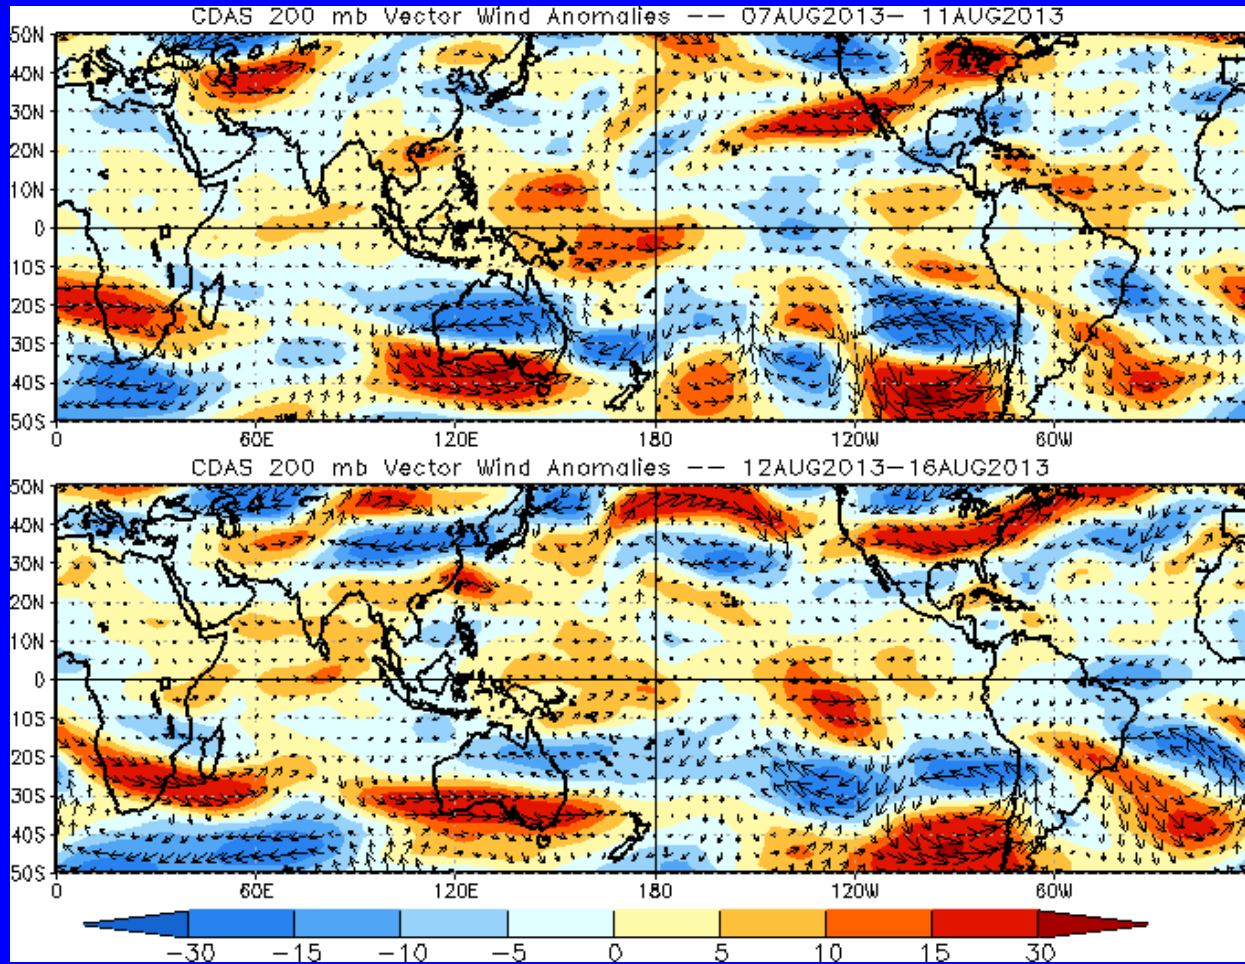 CDAS 200 mb Vector Wind Anomalies -- 07AUG2013- 11AUG2013
50N
40N
30N
20N
10N
0
10S
20S
30S
40S
50S
0 60E 120E 180 120W 60W
CDAS 200 mb Vector Wind Anomalies -- 12AUG2013-16AUG2013
50N
40N
30N
20N
10N
0
10S
20S
30S
40S
50S
0 60E 120E 180 120W 60W
-30 -15 -10 -5 0 5 10 15 30